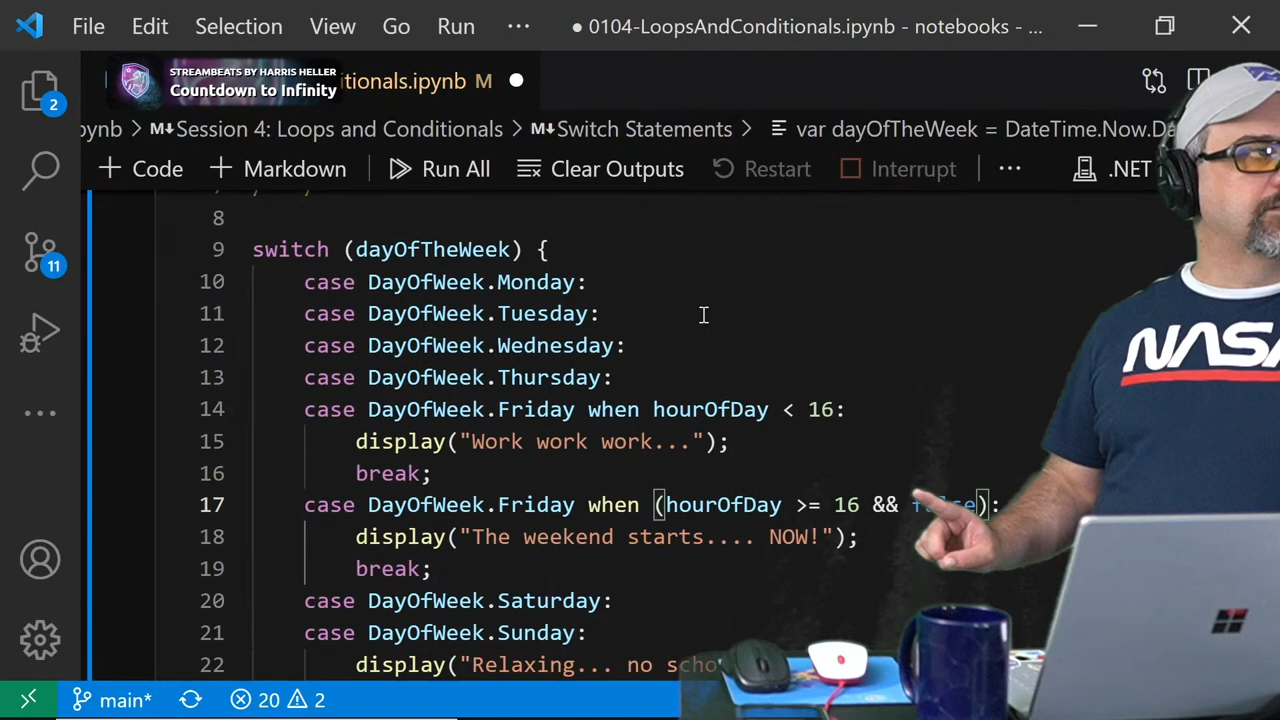 File Edit Selection View Go Run ··· ● 0104-LoopsAndConditionals.ipynb - notebooks - ...
STREAMBEATS BY HARRIS HELLER
Countdown to Infinity
itionals.ipynb M
pynb > Session 4: Loops and Conditionals > Switch Statements > var dayOfTheWeek = DateTime.Now.Da
+ Code + Markdown Run All Clear Outputs Restart Interrupt ··· .NET
2
11
8
9 switch (dayOfTheWeek) {
10 case DayOfWeek.Monday:
11 case DayOfWeek.Tuesday:
12 case DayOfWeek.Wednesday:
13 case DayOfWeek.Thursday:
14 case DayOfWeek.Friday when hourOfDay < 16:
15 display("Work work work...");
16 break;
17 case DayOfWeek.Friday when (hourOfDay >= 16 && false):
18 display("The weekend starts.... NOW!");
19 break;
20 case DayOfWeek.Saturday:
21 case DayOfWeek.Sunday:
22 display("Relaxing... no scho
NASA
main* 20 2